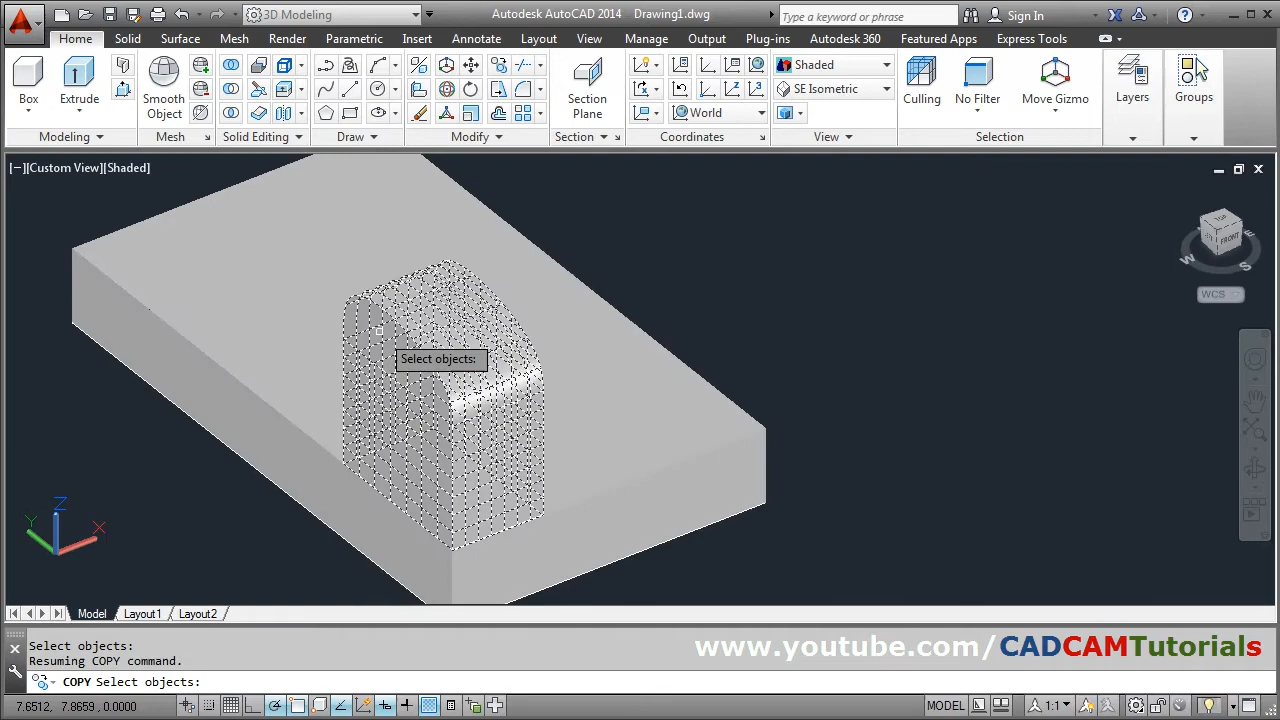 3D Modeling
Autodesk AutoCAD 2014 Drawing1.dwg
Type a keyword or phrase
Sign In
Home Solid Surface Mesh Render Parametric Insert Annotate Layout View Manage Output Plug-ins Autodesk 360 Featured Apps Express Tools
Box
Extrude
Smooth
Object
Section
Plane
Shaded
SE Isometric
World
Culling
No Filter
Move Gizmo
Layers
Groups
Modeling
Mesh
Solid Editing
Draw
Modify
Section
Coordinates
View
Selection
[−][Custom View][Shaded]
TOP
FRONT
W
S
E
WCS
Select objects:
Z
Y
X
Model Layout1 Layout2
Select objects:
Resuming COPY command.
COPY Select objects:
www.youtube.com/CADCAMTutorials
7.6512, 7.8659, 0.0000
MODEL
1:1